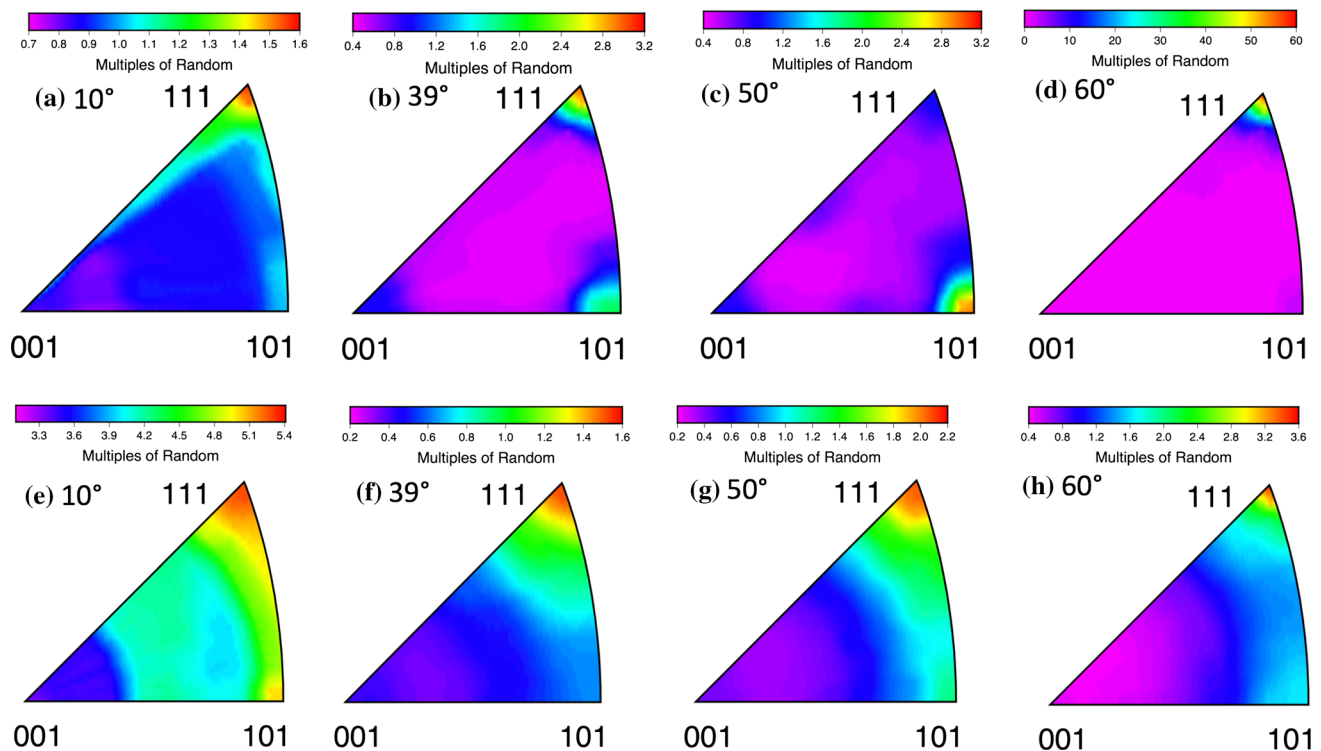 0.7 0.8 0.9 1.0 1.1 1.2 1.3 1.4 1.5 1.6
Multiples of Random
(a) 10° 111
001 101
0.4 0.8 1.2 1.6 2.0 2.4 2.8 3.2
Multiples of Random
(b) 39° 111
001 101
0.4 0.8 1.2 1.6 2.0 2.4 2.8 3.2
Multiples of Random
(c) 50° 111
001 101
0 10 20 30 40 50 60
Multiples of Random
(d) 60° 111
001 101
3.3 3.6 3.9 4.2 4.5 4.8 5.1 5.4
Multiples of Random
(e) 10° 111
001 101
0.2 0.4 0.6 0.8 1.0 1.2 1.4 1.6
Multiples of Random
(f) 39° 111
001 101
0.2 0.4 0.6 0.8 1.0 1.2 1.4 1.6 1.8 2.0 2.2
Multiples of Random
(g) 50° 111
001 101
0.4 0.8 1.2 1.6 2.0 2.4 2.8 3.2 3.6
Multiples of Random
(h) 60° 111
001 101